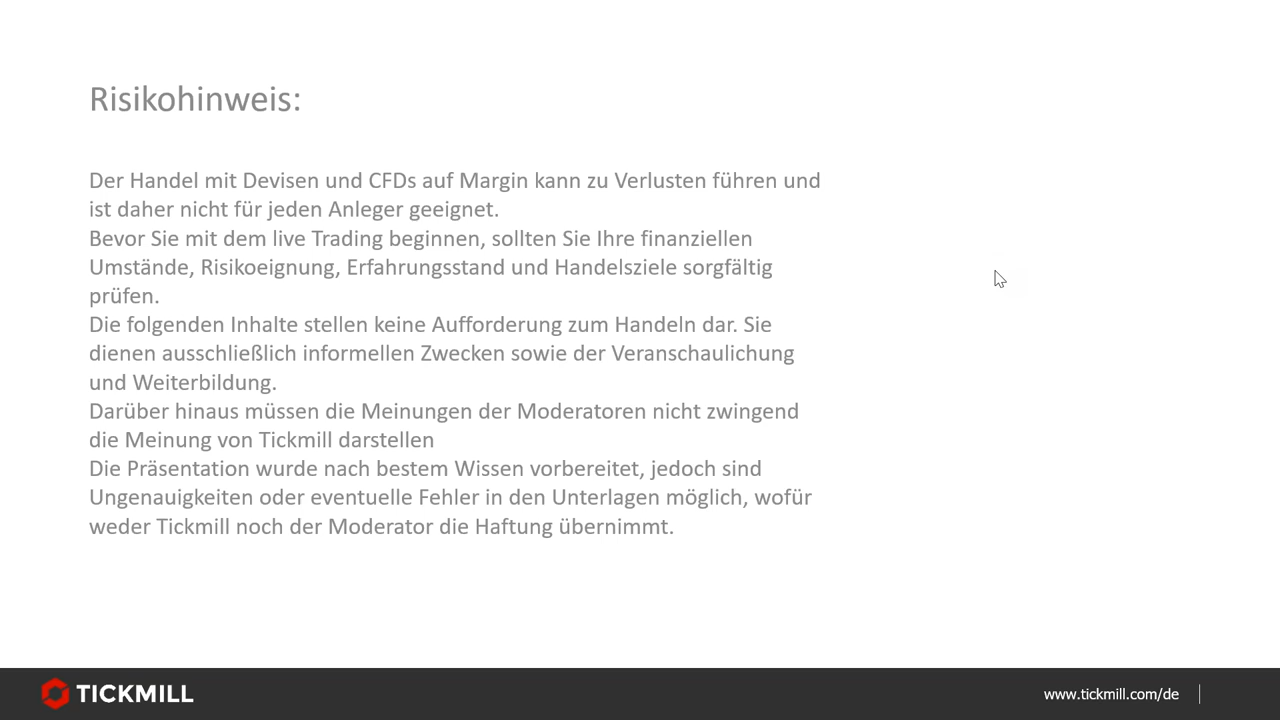 Risikohinweis:
Der Handel mit Devisen und CFDs auf Margin kann zu Verlusten führen und
ist daher nicht für jeden Anleger geeignet.
Bevor Sie mit dem live Trading beginnen, sollten Sie Ihre finanziellen
Umstände, Risikoeignung, Erfahrungsstand und Handelsziele sorgfältig
prüfen.
Die folgenden Inhalte stellen keine Aufforderung zum Handeln dar. Sie
dienen ausschließlich informellen Zwecken sowie der Veranschaulichung
und Weiterbildung.
Darüber hinaus müssen die Meinungen der Moderatoren nicht zwingend
die Meinung von Tickmill darstellen
Die Präsentation wurde nach bestem Wissen vorbereitet, jedoch sind
Ungenauigkeiten oder eventuelle Fehler in den Unterlagen möglich, wofür
weder Tickmill noch der Moderator die Haftung übernimmt.
TICKMILL
www.tickmill.com/de